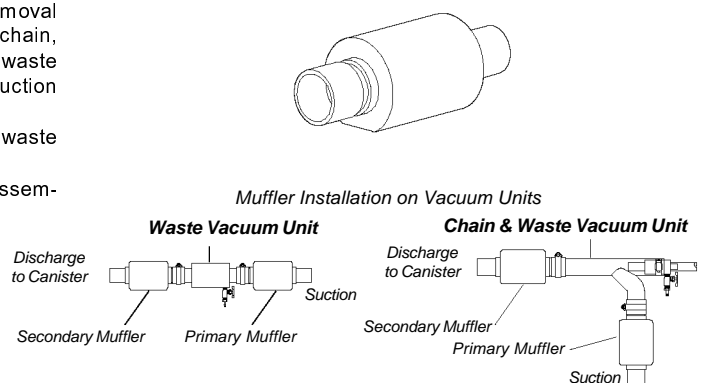 moval
chain,
waste
uction
waste
ssem-
Muffler Installation on Vacuum Units
Waste Vacuum Unit
Discharge
to Canister
Suction
Secondary Muffler
Primary Muffler
Chain & Waste Vacuum Unit
Discharge
to Canister
Secondary Muffler
Primary Muffler
Suction